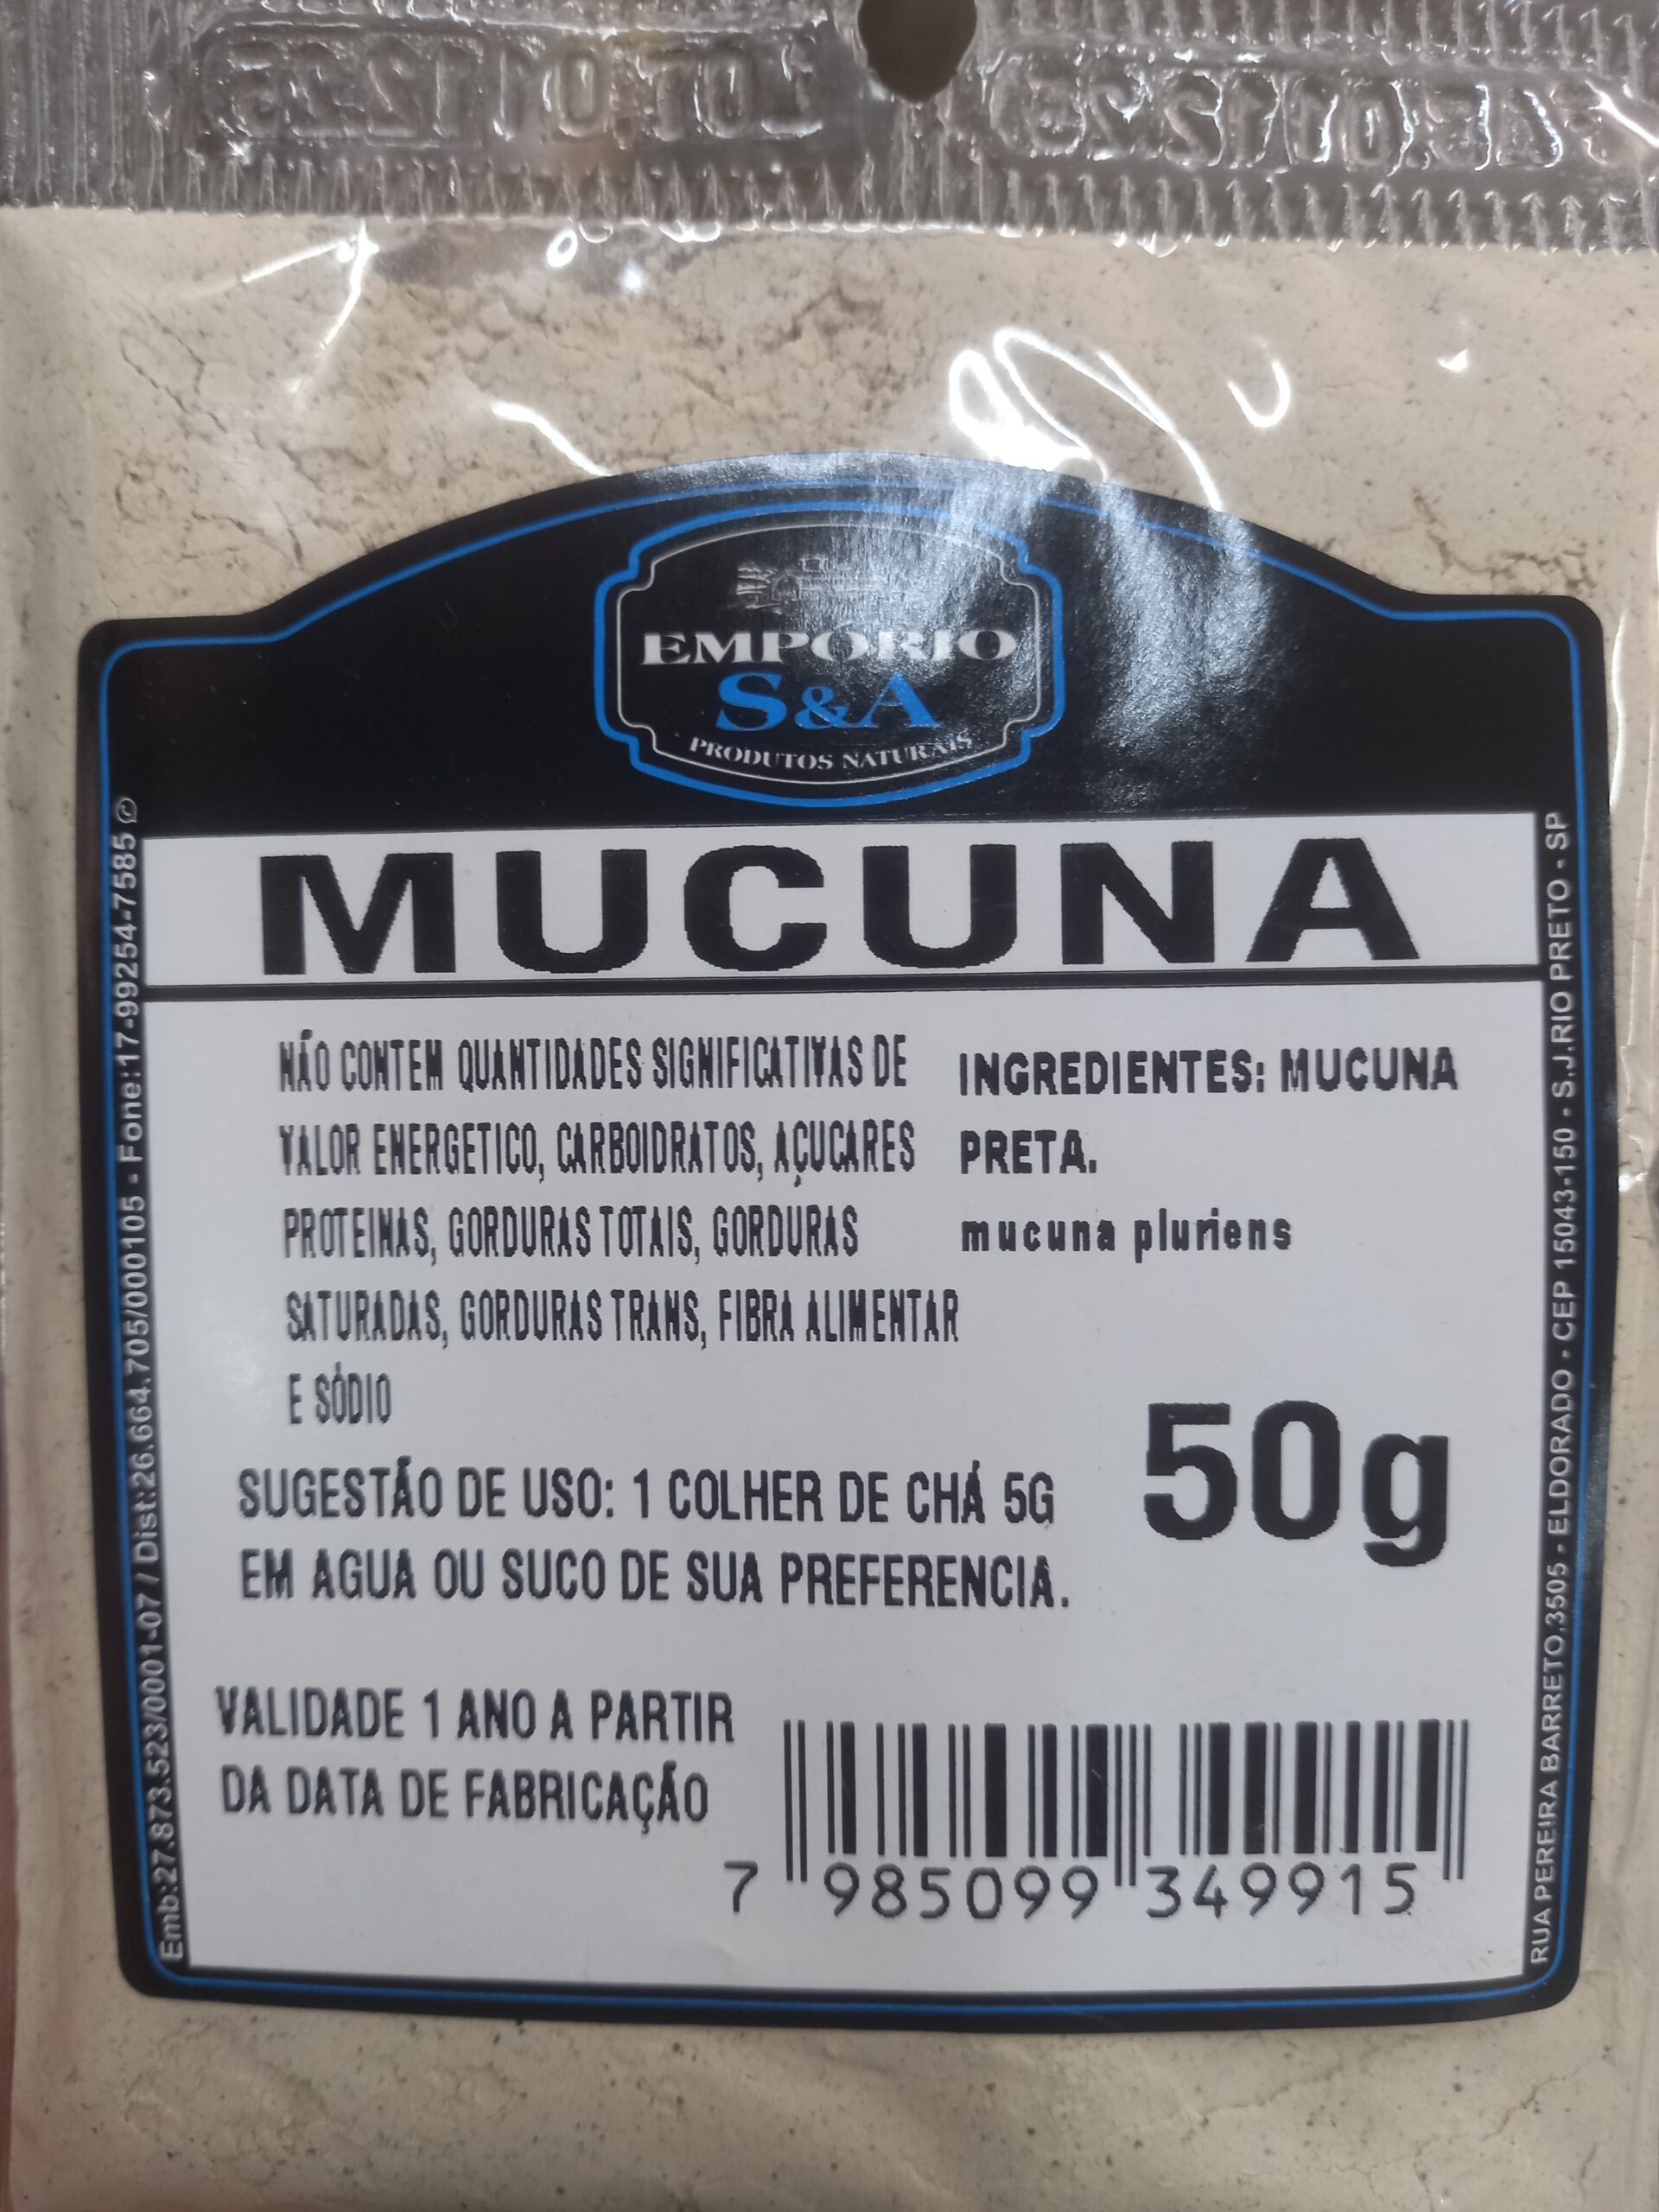 EMPÓRIO
S&A
PRODUTOS NATURAIS
MUCUNA
NÃO CONTEM QUANTIDADES SIGNIFICATIVAS DE
VALOR ENERGETICO, CARBOIDRATOS, AÇUCARES
PROTEINAS, GORDURAS TOTAIS, GORDURAS
SATURADAS, GORDURAS TRANS, FIBRA ALIMENTAR
E SÓDIO
INGREDIENTES: MUCUNA
PRETA.
mucuna pluriens
50g
SUGESTÃO DE USO: 1 COLHER DE CHÁ 5G
EM AGUA OU SUCO DE SUA PREFERENCIA.
VALIDADE 1 ANO A PARTIR
DA DATA DE FABRICAÇÃO
7 985099 349915
Emb:27.873.523/0001-07 / Dist:26.664.705/000105 - Fone:17-99254-7585
RUA PEREIRA BARRETO.3505 - ELDORADO - CEP 15043-150 - S.J.RIO PRETO - SP